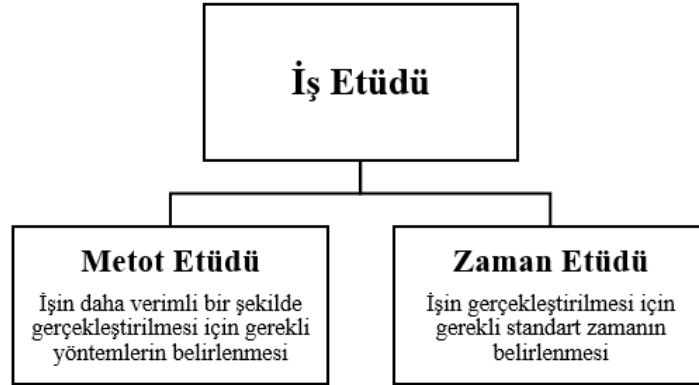 İş Etüdü
Metot Etüdü
İşin daha verimli bir şekilde
gerçekleştirilmesi için gerekli
yöntemlerin belirlenmesi
Zaman Etüdü
İşin gerçekleştirilmesi için
gerekli standart zamanın
belirlenmesi